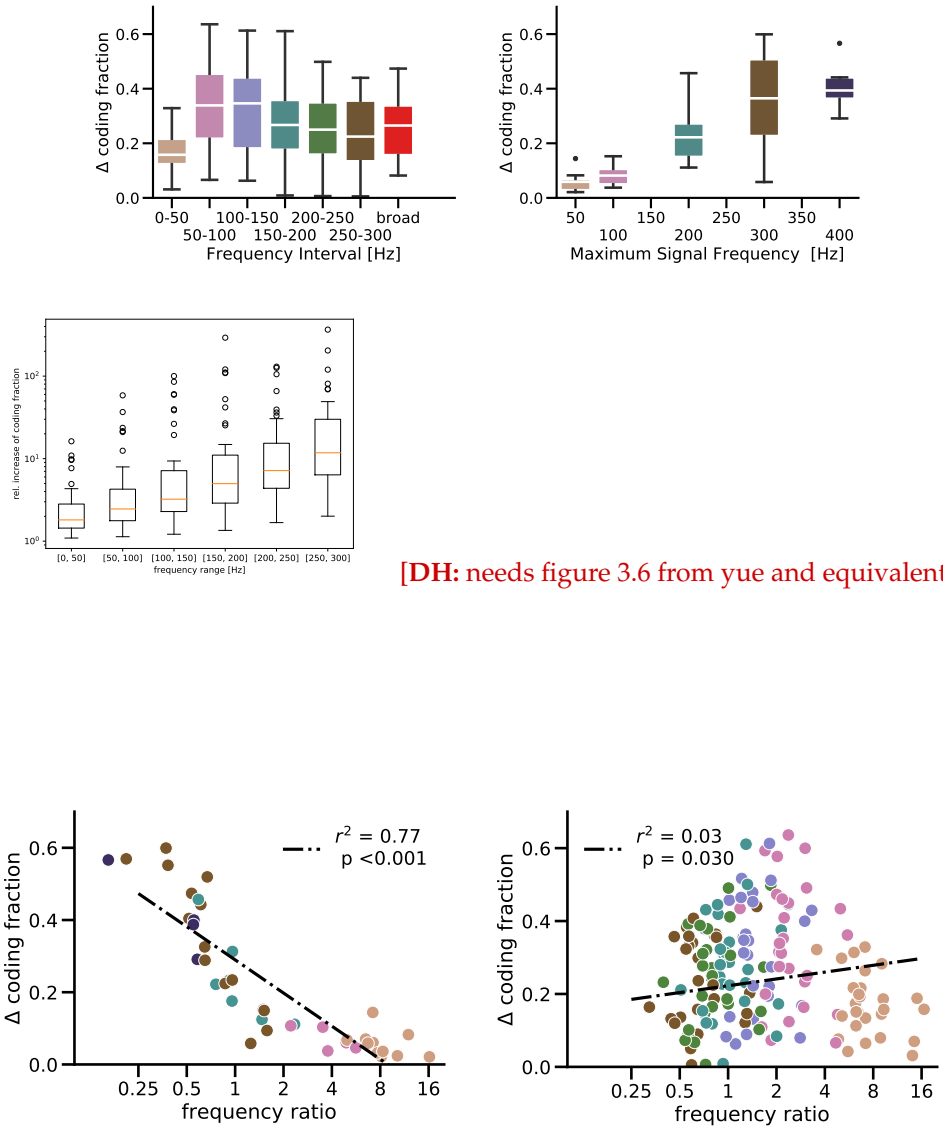 Δ coding fraction
0.6
0.4
0.2
0.0
0-50 100-150 200-250 broad
50-100 150-200 250-300
Frequency Interval [Hz]
Δ coding fraction
0.6
0.4
0.2
0.0
50 150 250 350
100 200 300 400
Maximum Signal Frequency [Hz]
rel. increase of coding fraction
10²
10¹
10⁰
[0, 50] [50, 100] [100, 150] [150, 200] [200, 250] [250, 300]
frequency range [Hz]
[DH: needs figure 3.6 from yue and equivalent
Δ coding fraction
0.6
0.4
0.2
0.0
r² = 0.77
p <0.001
0.25 0.5 1 2 4 8 16
frequency ratio
Δ coding fraction
0.6
0.4
0.2
0.0
r² = 0.03
p = 0.030
0.25 0.5 1 2 4 8 16
frequency ratio